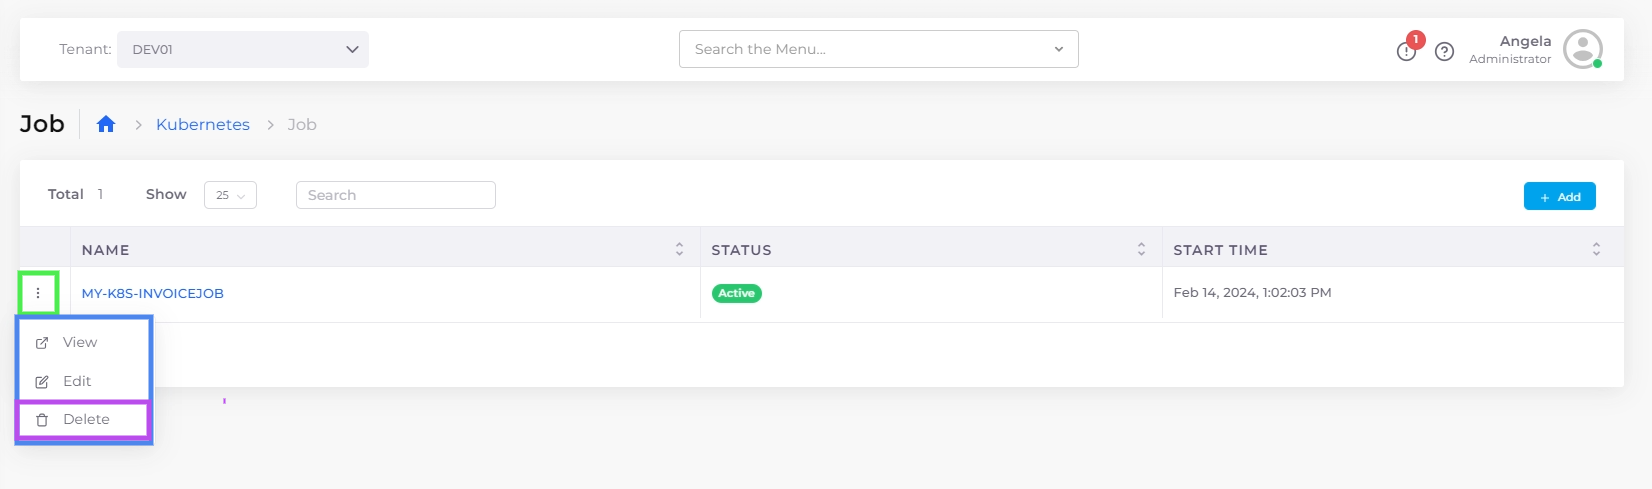 Tenant: DEV01 Search the Menu... 1 Angela
Administrator
Job Kubernetes Job
Total 1 Show 25 Search + Add
NAME STATUS START TIME
MY-K8S-INVOICEJOB Active Feb 14, 2024, 1:02:03 PM
View
Edit
Delete